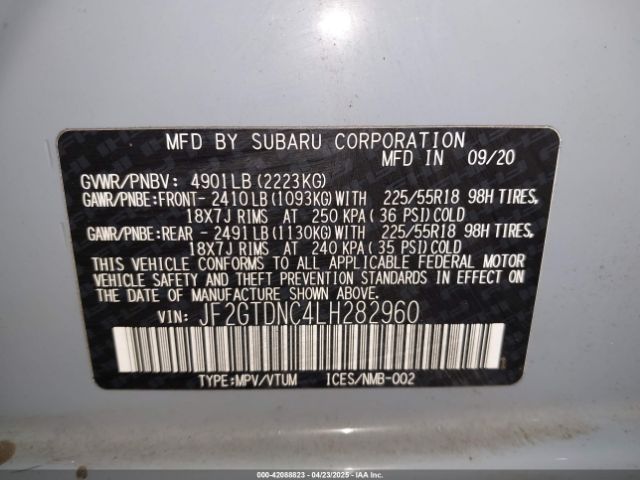 MFD BY SUBARU CORPORATION
MFD IN 09/20
GVWR/PNBV: 4901LB(2223KG)
GAWR/PNBE:FRONT- 2410LB(1093KG)WITH 225/55R18 98H TIRES,
18X7J RIMS AT 250 KPA( 36 PSI)COLD
GAWR/PNBE:REAR - 2491LB(1130KG)WITH 225/55R18 98H TIRES,
18X7J RIMS AT 240 KPA( 35 PSI)COLD
THIS VEHICLE CONFORMS TO ALL APPLICABLE FEDERAL MOTOR
VEHICLE SAFETY AND THEFT PREVENTION STANDARDS IN EFFECT ON
THE DATE OF MANUFACTURE SHOWN ABOVE.
VIN: JF2GTDNC4LH282960
TYPE:MPV/VTUM ICES/NMB-002
000-42088823 - 04/23/2025 - IAAI.COM